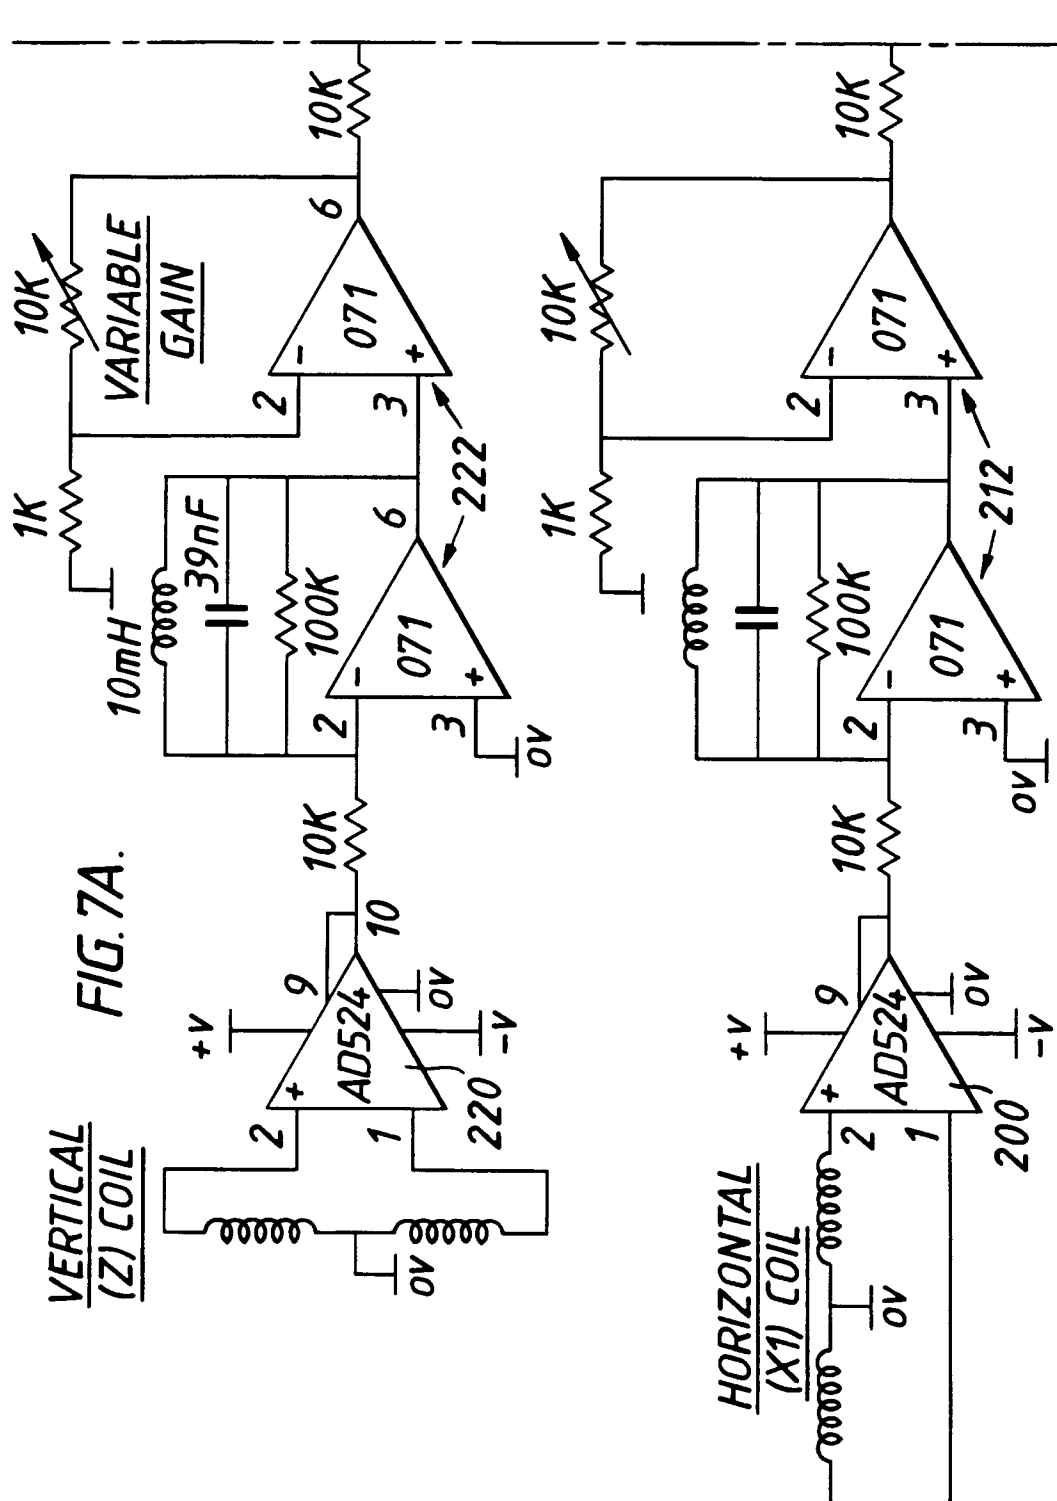 FIG. 7A.
VERTICAL
(Z) COIL
0V
2
1
+
AD524
220
+V
-V
0V
9
10
10K
10mH
39nF
100K
2
3
-
+
071
0V
6
222
1K
10K
VARIABLE
GAIN
2
3
-
+
071
6
10K
HORIZONTAL
(X1) COIL
0V
2
1
+
AD524
200
+V
-V
0V
9
10K
100K
2
3
-
+
071
0V
212
1K
10K
2
3
-
+
071
10K